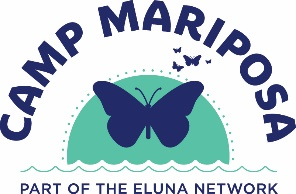 CAMP MARIPOSA
PART OF THE ELUNA NETWORK